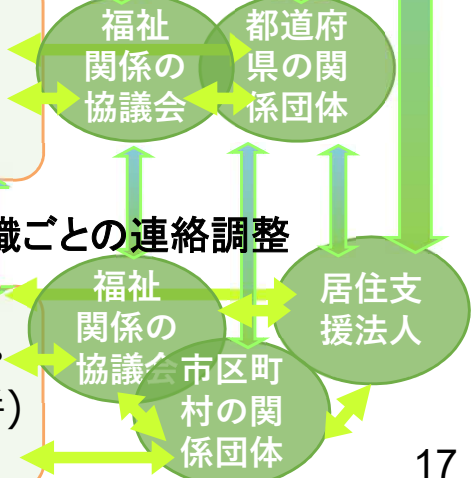 福祉
関係の
協議会
都道府
県の関
係団体
職ごとの連絡調整
福祉
関係の
協議会
居住支
援法人
市区町
村の関
係団体
)
17